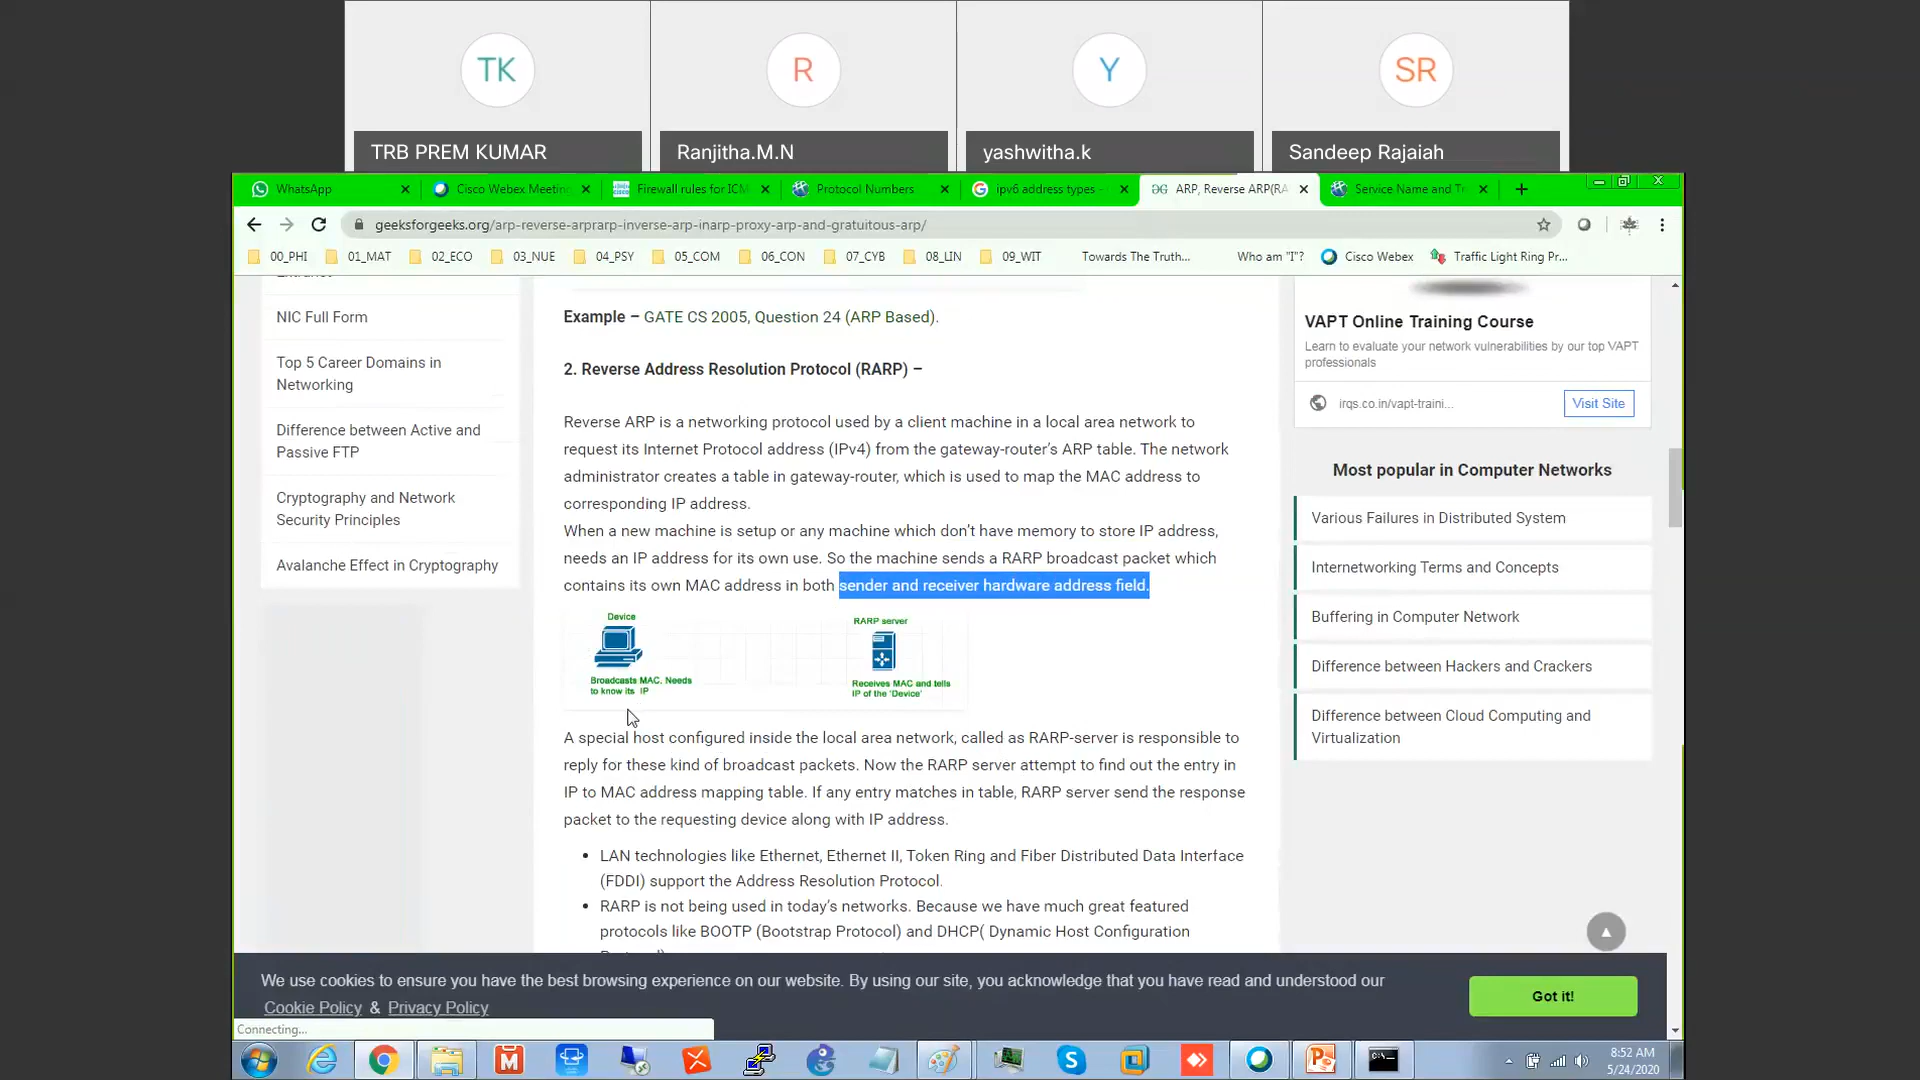 TK R Y SR
TRB PREM KUMAR Ranjitha.M.N yashwitha.k Sandeep Rajaiah
WhatsApp Cisco Webex Meetin Firewall rules for ICM Protocol Numbers ipv6 address types - ARP, Reverse ARP(RA Service Name and Tr
geeksforgeeks.org/arp-reverse-arprarp-inverse-arp-inarp-proxy-arp-and-gratuitous-arp/
00_PHI 01_MAT 02_ECO 03_NUE 04_PSY 05_COM 06_CON 07_CYB 08_LIN 09_WIT Towards The Truth... Who am "I"? Cisco Webex Traffic Light Ring Pr...
NIC Full Form
Top 5 Career Domains in
Networking
Difference between Active and
Passive FTP
Cryptography and Network
Security Principles
Avalanche Effect in Cryptography
Example – GATE CS 2005, Question 24 (ARP Based).
2. Reverse Address Resolution Protocol (RARP) –
Reverse ARP is a networking protocol used by a client machine in a local area network to
request its Internet Protocol address (IPv4) from the gateway-router's ARP table. The network
administrator creates a table in gateway-router, which is used to map the MAC address to
corresponding IP address.
When a new machine is setup or any machine which don't have memory to store IP address,
needs an IP address for its own use. So the machine sends a RARP broadcast packet which
contains its own MAC address in both sender and receiver hardware address field.
Device
Broadcasts MAC. Needs
to know its IP
RARP server
Receives MAC and tells
IP of the 'Device'
A special host configured inside the local area network, called as RARP-server is responsible to
reply for these kind of broadcast packets. Now the RARP server attempt to find out the entry in
IP to MAC address mapping table. If any entry matches in table, RARP server send the response
packet to the requesting device along with IP address.
• LAN technologies like Ethernet, Ethernet II, Token Ring and Fiber Distributed Data Interface
(FDDI) support the Address Resolution Protocol.
• RARP is not being used in today's networks. Because we have much great featured
protocols like BOOTP (Bootstrap Protocol) and DHCP( Dynamic Host Configuration
VAPT Online Training Course
Learn to evaluate your network vulnerabilities by our top VAPT
professionals
irqs.co.in/vapt-traini...
Visit Site
Most popular in Computer Networks
Various Failures in Distributed System
Internetworking Terms and Concepts
Buffering in Computer Network
Difference between Hackers and Crackers
Difference between Cloud Computing and
Virtualization
We use cookies to ensure you have the best browsing experience on our website. By using our site, you acknowledge that you have read and understood our
Cookie Policy & Privacy Policy
Got it!
Connecting...
8:52 AM
5/24/2020